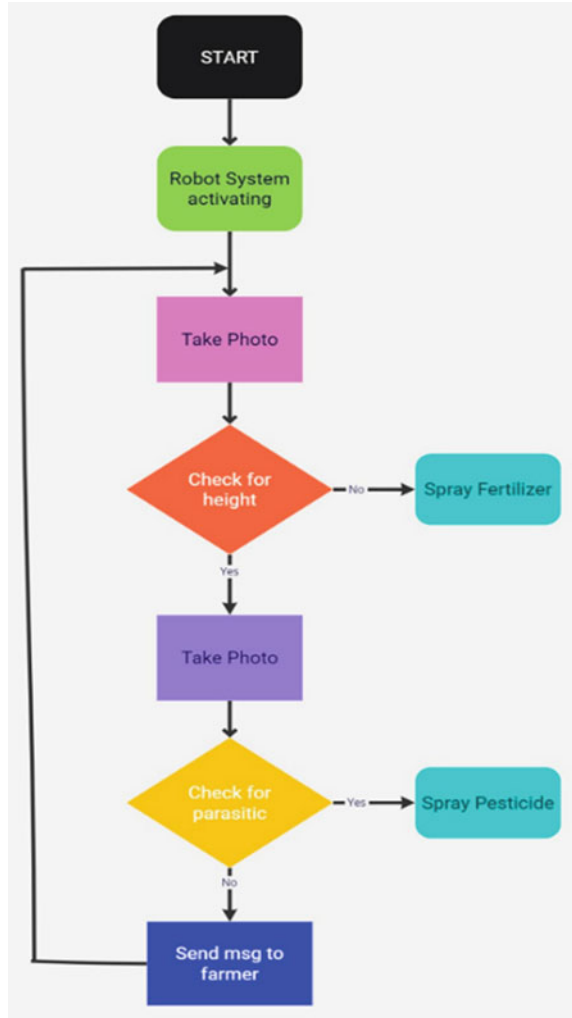 START
Robot System
activating
Take Photo
Check for
height
No
Spray Fertilizer
Yes
Take Photo
Check for
parasitic
Yes
Spray Pesticide
No
Send msg to
farmer